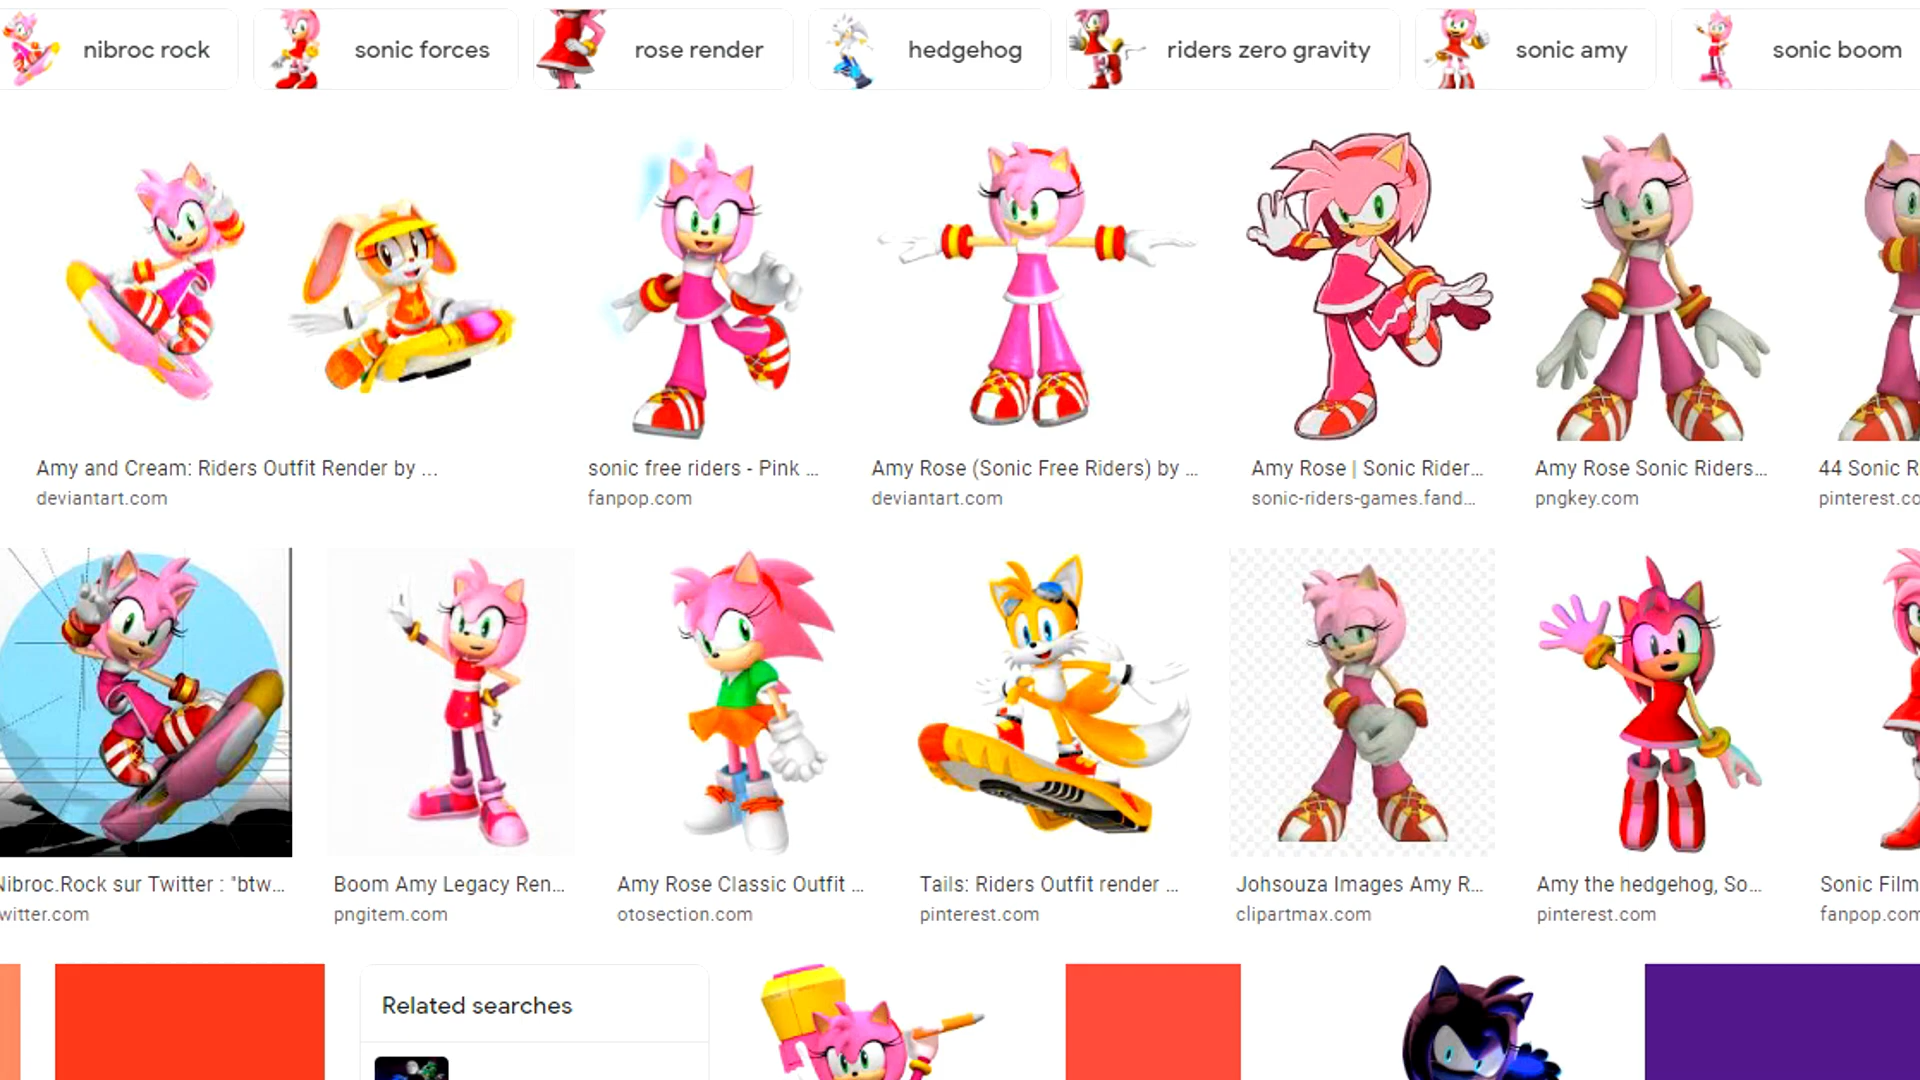 nibroc rock
sonic forces
rose render
hedgehog
riders zero gravity
sonic amy
sonic boom
Amy and Cream: Riders Outfit Render by ...
deviantart.com
sonic free riders - Pink ...
fanpop.com
Amy Rose (Sonic Free Riders) by ...
deviantart.com
Amy Rose | Sonic Rider...
sonic-riders-games.fand...
Amy Rose Sonic Riders...
pngkey.com
44 Sonic R
pinterest.co
Nibroc.Rock sur Twitter : "btw...
witter.com
Boom Amy Legacy Ren...
pngitem.com
Amy Rose Classic Outfit ...
otosection.com
Tails: Riders Outfit render ...
pinterest.com
Johsouza Images Amy R...
clipartmax.com
Amy the hedgehog, So...
pinterest.com
Sonic Film
fanpop.com
Related searches